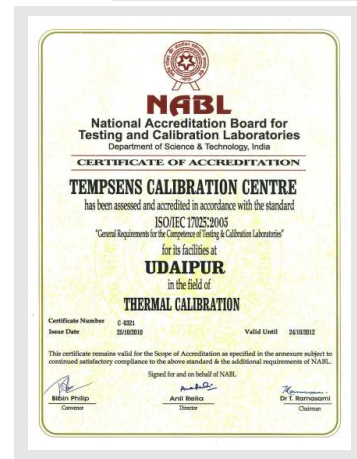 NABL
National Accreditation Board for
Testing and Calibration Laboratories
Department of Science & Technology, India
CERTIFICATE OF ACCREDITATION
TEMPSENS CALIBRATION CENTRE
has been assessed and accredited in accordance with the standard
ISO/IEC 17025:2005
"General Requirements for the Competence of Testing & Calibration Laboratories"
for its facilities at
UDAIPUR
in the field of
THERMAL CALIBRATION
Certificate Number C-0321
Issue Date 25/10/2010 Valid Until 24/10/2012
This certificate remains valid for the Scope of Accreditation as specified in the annexure subject to
continued satisfactory compliance to the above standard & the additional requirements of NABL.
Signed for and on behalf of NABL
Bibin Philip Anil Relia Dr T. Ramasami
Convenor Director Chairman